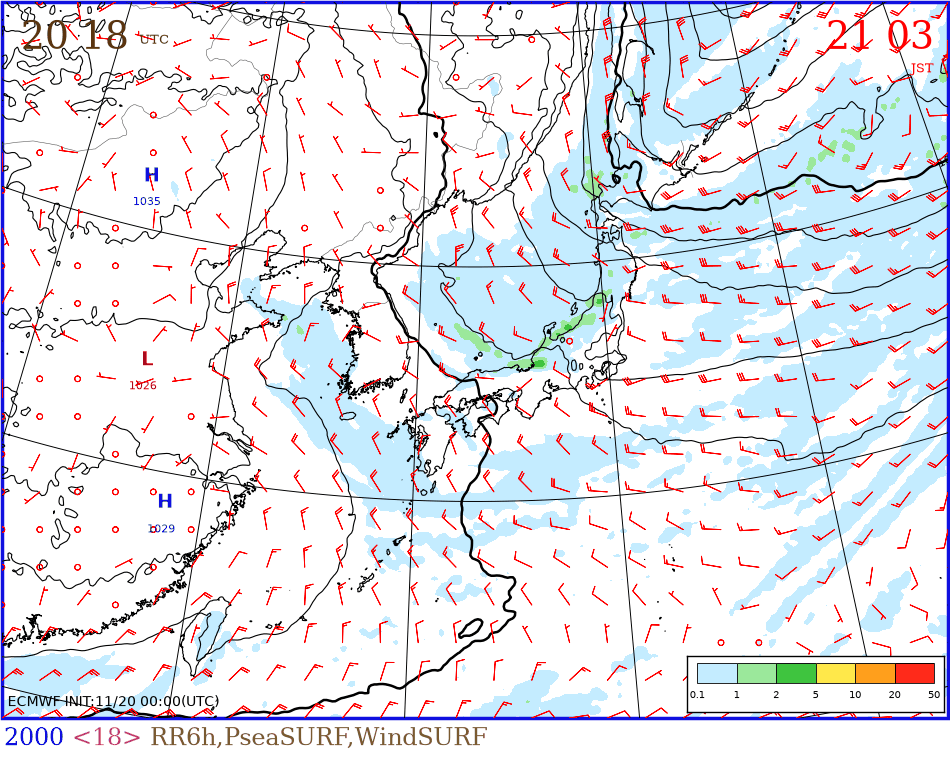 20 18 UTC
21 03
JST
H
1035
L
1026
H
1029
ECMWF INIT:11/20 00:00(UTC)
0.1 1 2 5 10 20 50
2000 <18> RR6h,PseaSURF,WindSURF